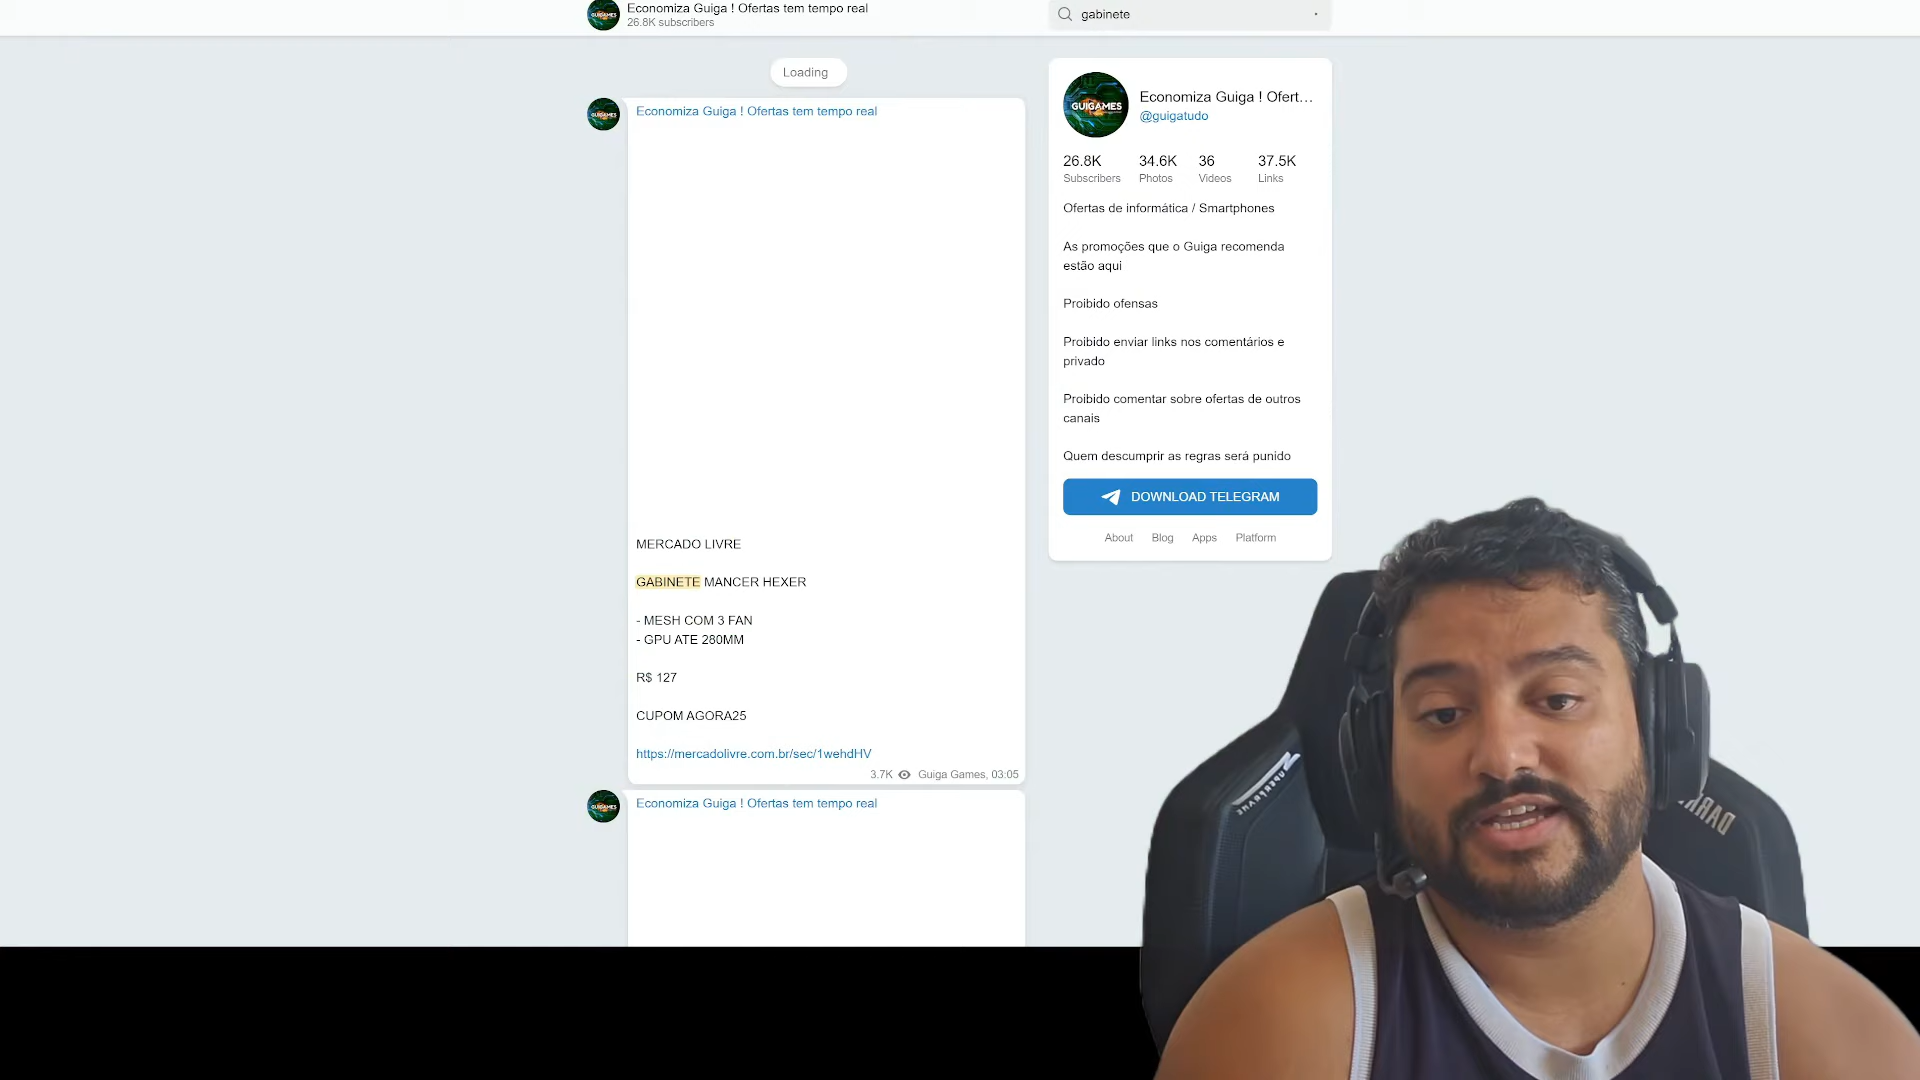 Economiza Guiga ! Ofertas tem tempo real
26.8K subscribers
gabinete
Loading
GUIGAMES
Economiza Guiga ! Ofertas tem tempo real
MERCADO LIVRE
GABINETE MANCER HEXER
- MESH COM 3 FAN
- GPU ATE 280MM
R$ 127
CUPOM AGORA25
https://mercadolivre.com.br/sec/1wehdHV
3.7K Guiga Games, 03:05
GUIGAMES
Economiza Guiga ! Ofertas tem tempo real
GUIGAMES
Economiza Guiga ! Ofert...
@guigatudo
26.8K 34.6K 36 37.5K
Subscribers Photos Videos Links
Ofertas de informática / Smartphones
As promoções que o Guiga recomenda
estão aqui
Proibido ofensas
Proibido enviar links nos comentários e
privado
Proibido comentar sobre ofertas de outros
canais
Quem descumprir as regras será punido
DOWNLOAD TELEGRAM
About Blog Apps Platform
SUPERFRAME